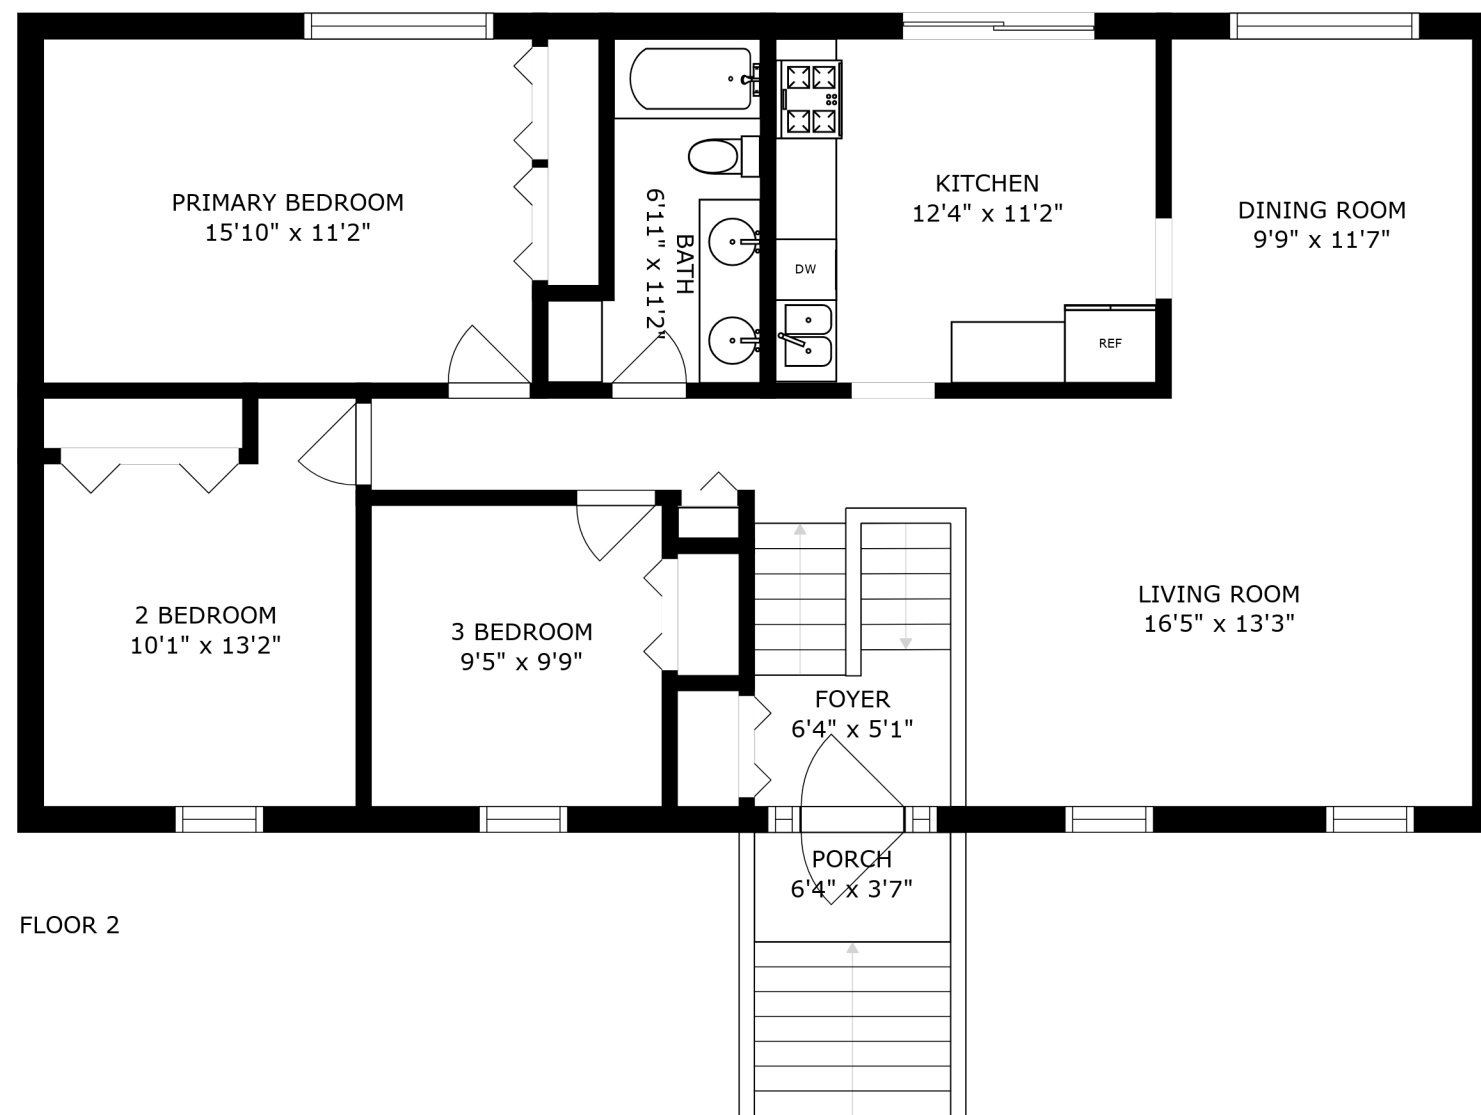 PRIMARY BEDROOM
15'10" x 11'2"
BATH
6'11" x 11'2"
KITCHEN
12'4" x 11'2"
DINING ROOM
9'9" x 11'7"
DW
REF
2 BEDROOM
10'1" x 13'2"
3 BEDROOM
9'5" x 9'9"
LIVING ROOM
16'5" x 13'3"
FOYER
6'4" x 5'1"
PORCH
6'4" x 3'7"
FLOOR 2